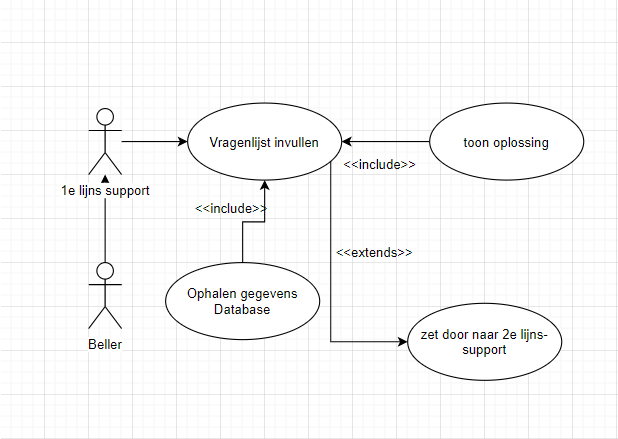 Vragenlijst invullen
toon oplossing
<<include>>
1e lijns support
<<include>>
<<extends>>
Ophalen gegevens
Database
zet door naar 2e lijns-
support
Beller